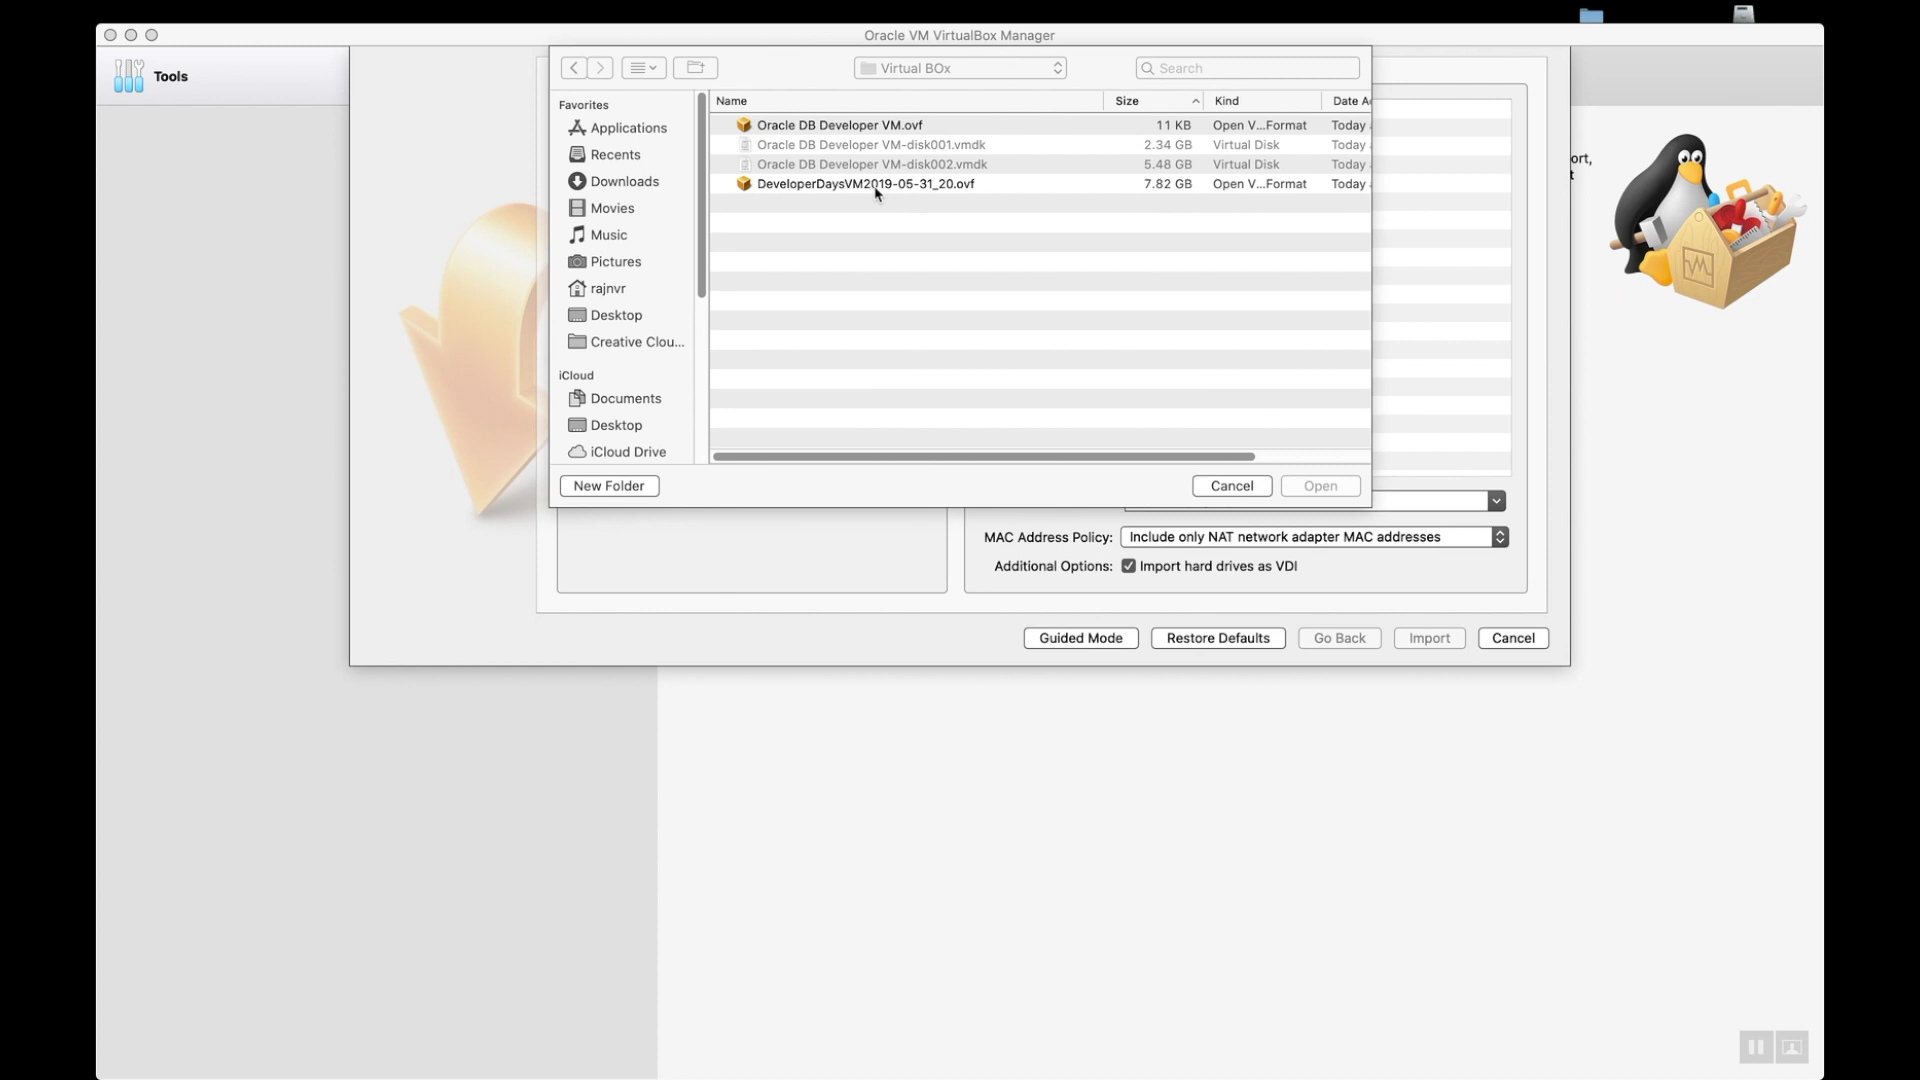 Oracle VM VirtualBox Manager
Tools
Virtual BOx
Search
Favorites
Applications
Recents
Downloads
Movies
Music
Pictures
rajnvr
Desktop
Creative Clou...
iCloud
Documents
Desktop
iCloud Drive
Name Size Kind Date A
Oracle DB Developer VM.ovf 11 KB Open V...Format Today
Oracle DB Developer VM-disk001.vmdk 2.34 GB Virtual Disk Today
Oracle DB Developer VM-disk002.vmdk 5.48 GB Virtual Disk Today
DeveloperDaysVM2019-05-31_20.ovf 7.82 GB Open V...Format Today
ort,
t
New Folder Cancel Open
MAC Address Policy: Include only NAT network adapter MAC addresses
Additional Options: Import hard drives as VDI
Guided Mode Restore Defaults Go Back Import Cancel